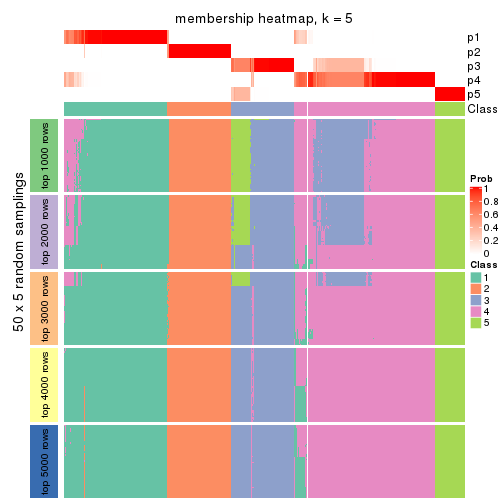 membership heatmap, k = 5
p1
p2
p3
p4
p5
Class
50 x 5 random samplings
top 1000 rows
top 2000 rows
top 3000 rows
top 4000 rows
top 5000 rows
Prob
1
0.8
0.6
0.4
0.2
0
Class
1
2
3
4
5